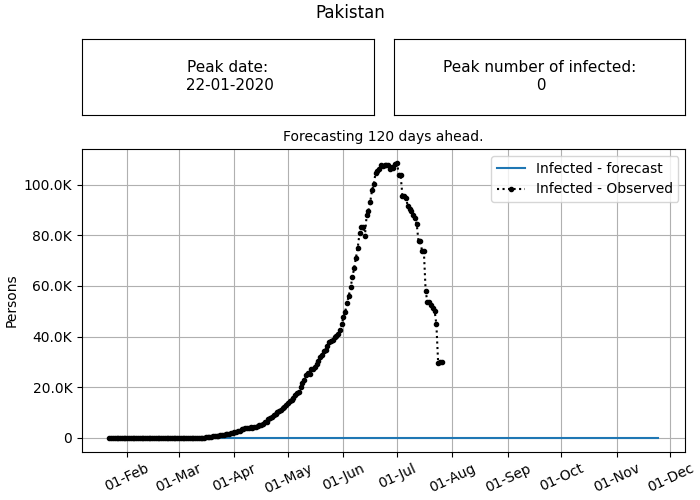 Pakistan
Peak date:
22-01-2020
Peak number of infected:
0
Forecasting 120 days ahead.
Infected - forecast
Infected - Observed
100.0K
80.0K
60.0K
40.0K
20.0K
0
Persons
01-Feb
01-Mar
01-Apr
01-May
01-Jun
01-Jul
01-Aug
01-Sep
01-Oct
01-Nov
01-Dec